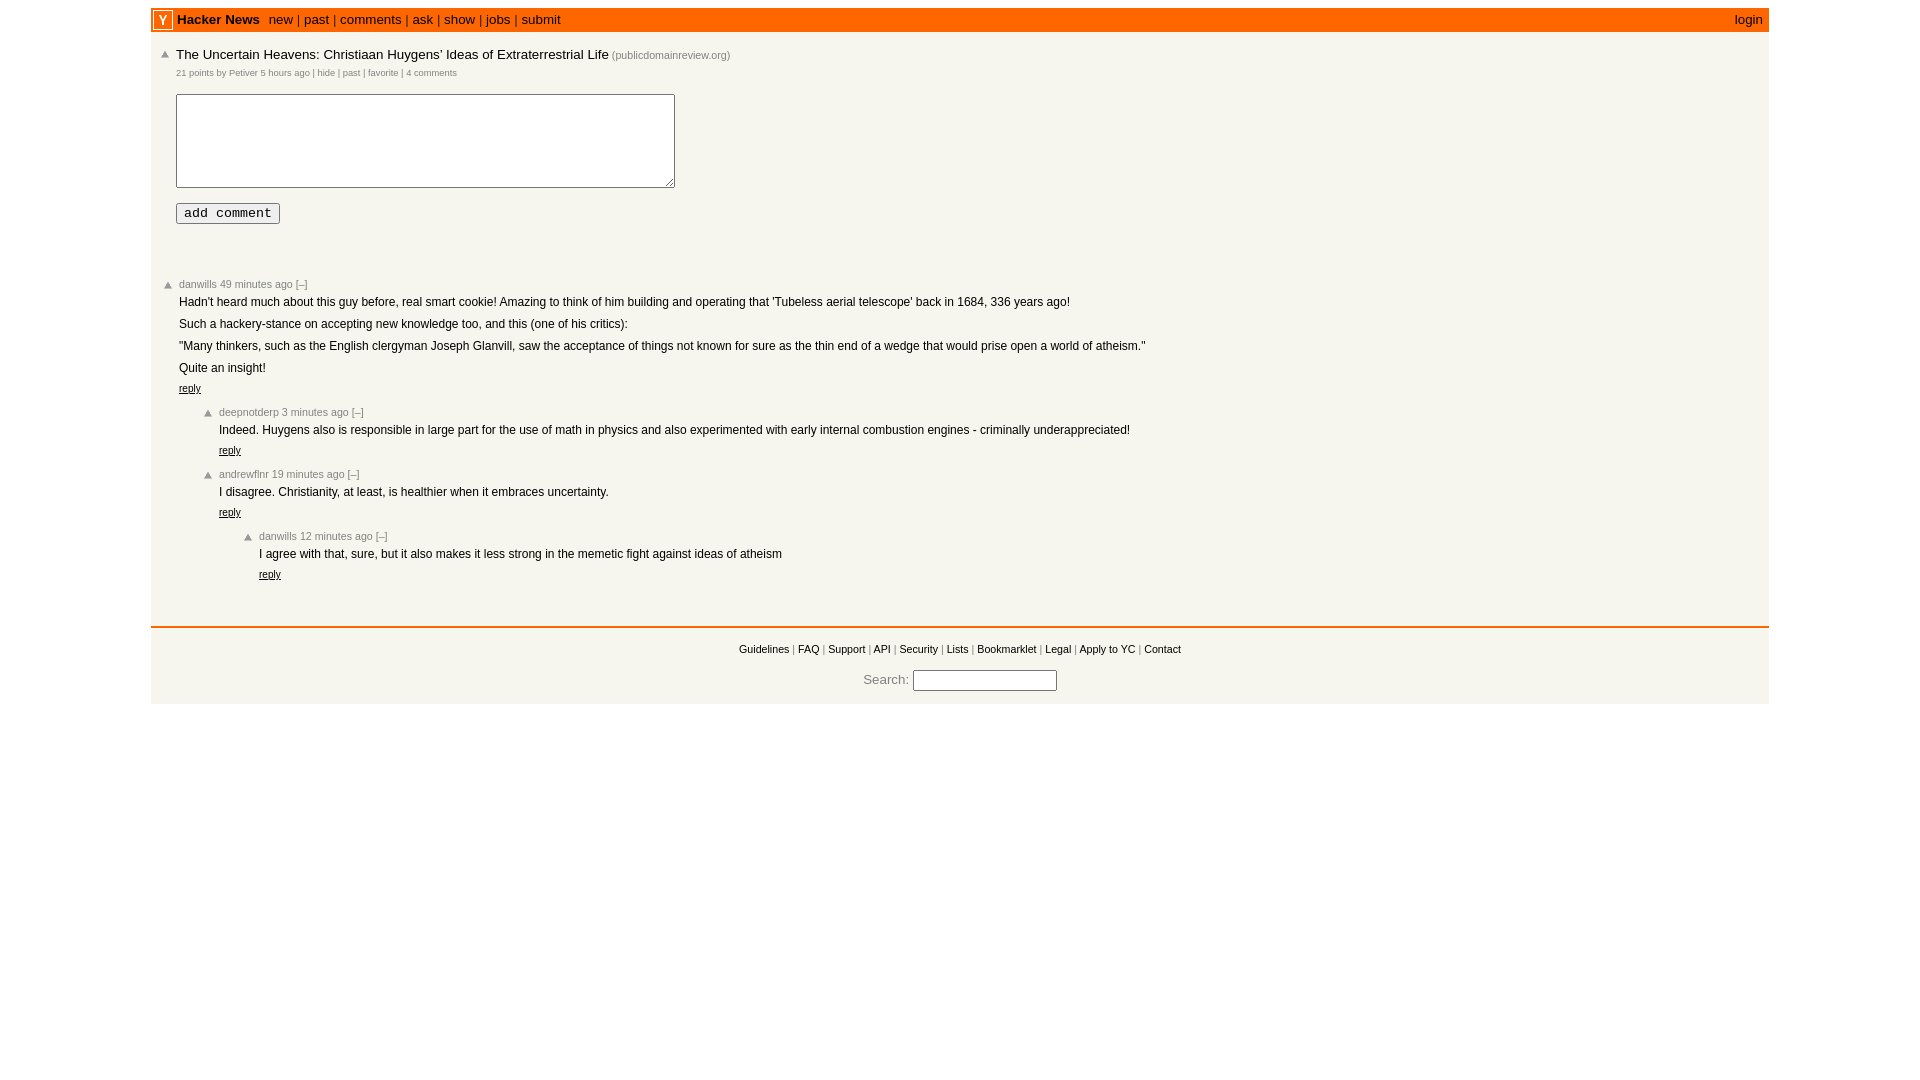 Y Hacker News new | past | comments | ask | show | jobs | submit login
The Uncertain Heavens: Christiaan Huygens’ Ideas of Extraterrestrial Life (publicdomainreview.org)
21 points by Petiver 5 hours ago | hide | past | favorite | 4 comments
add comment
danwills 49 minutes ago [–]
Hadn't heard much about this guy before, real smart cookie! Amazing to think of him building and operating that 'Tubeless aerial telescope' back in 1684, 336 years ago!
Such a hackery-stance on accepting new knowledge too, and this (one of his critics):
"Many thinkers, such as the English clergyman Joseph Glanvill, saw the acceptance of things not known for sure as the thin end of a wedge that would prise open a world of atheism."
Quite an insight!
reply
deepnotderp 3 minutes ago [–]
Indeed. Huygens also is responsible in large part for the use of math in physics and also experimented with early internal combustion engines - criminally underappreciated!
reply
andrewflnr 19 minutes ago [–]
I disagree. Christianity, at least, is healthier when it embraces uncertainty.
reply
danwills 12 minutes ago [–]
I agree with that, sure, but it also makes it less strong in the memetic fight against ideas of atheism
reply
Guidelines | FAQ | Support | API | Security | Lists | Bookmarklet | Legal | Apply to YC | Contact
Search: